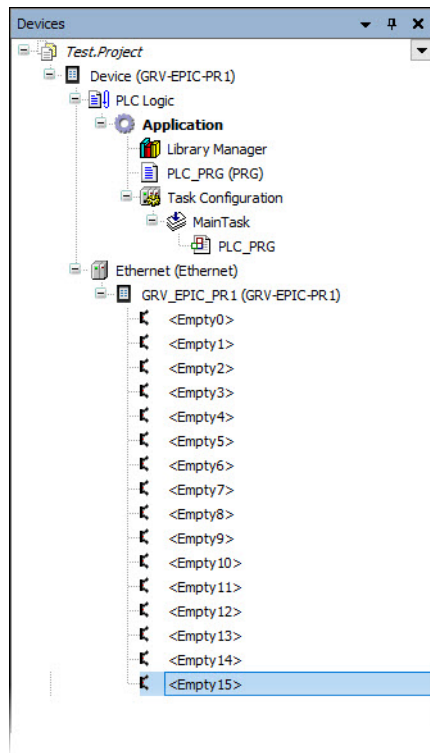 Devices
Test.Project
Device (GRV-EPIC-PR1)
PLC Logic
Application
Library Manager
PLC_PRG (PRG)
Task Configuration
MainTask
PLC_PRG
Ethernet (Ethernet)
GRV_EPIC_PR1 (GRV-EPIC-PR1)
<Empty0>
<Empty1>
<Empty2>
<Empty3>
<Empty4>
<Empty5>
<Empty6>
<Empty7>
<Empty8>
<Empty9>
<Empty10>
<Empty11>
<Empty12>
<Empty13>
<Empty14>
<Empty15>